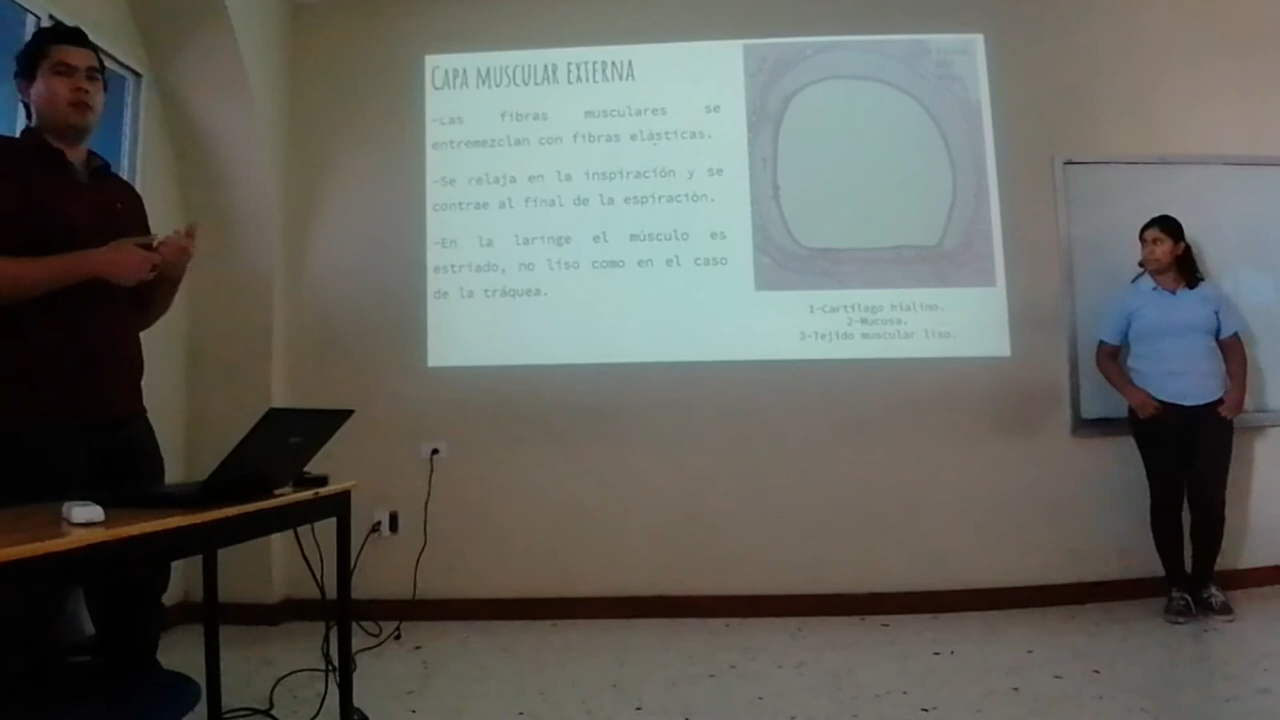 CAPA MUSCULAR EXTERNA
-Las fibras musculares se
entremezclan con fibras elásticas.
-Se relaja en la inspiración y se
contrae al final de la espiración.
-En la laringe el músculo es
estriado, no liso como en el caso
de la tráquea.
1-Cartílago hialino.
2-Mucosa.
3-Tejido muscular liso.